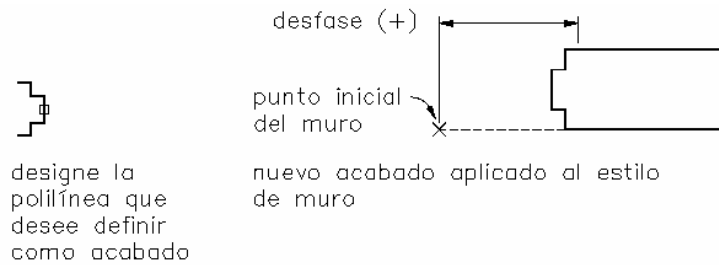 desfase (+)
punto inicial
del muro
designe la
polilínea que
desee definir
como acabado
nuevo acabado aplicado al estilo
de muro